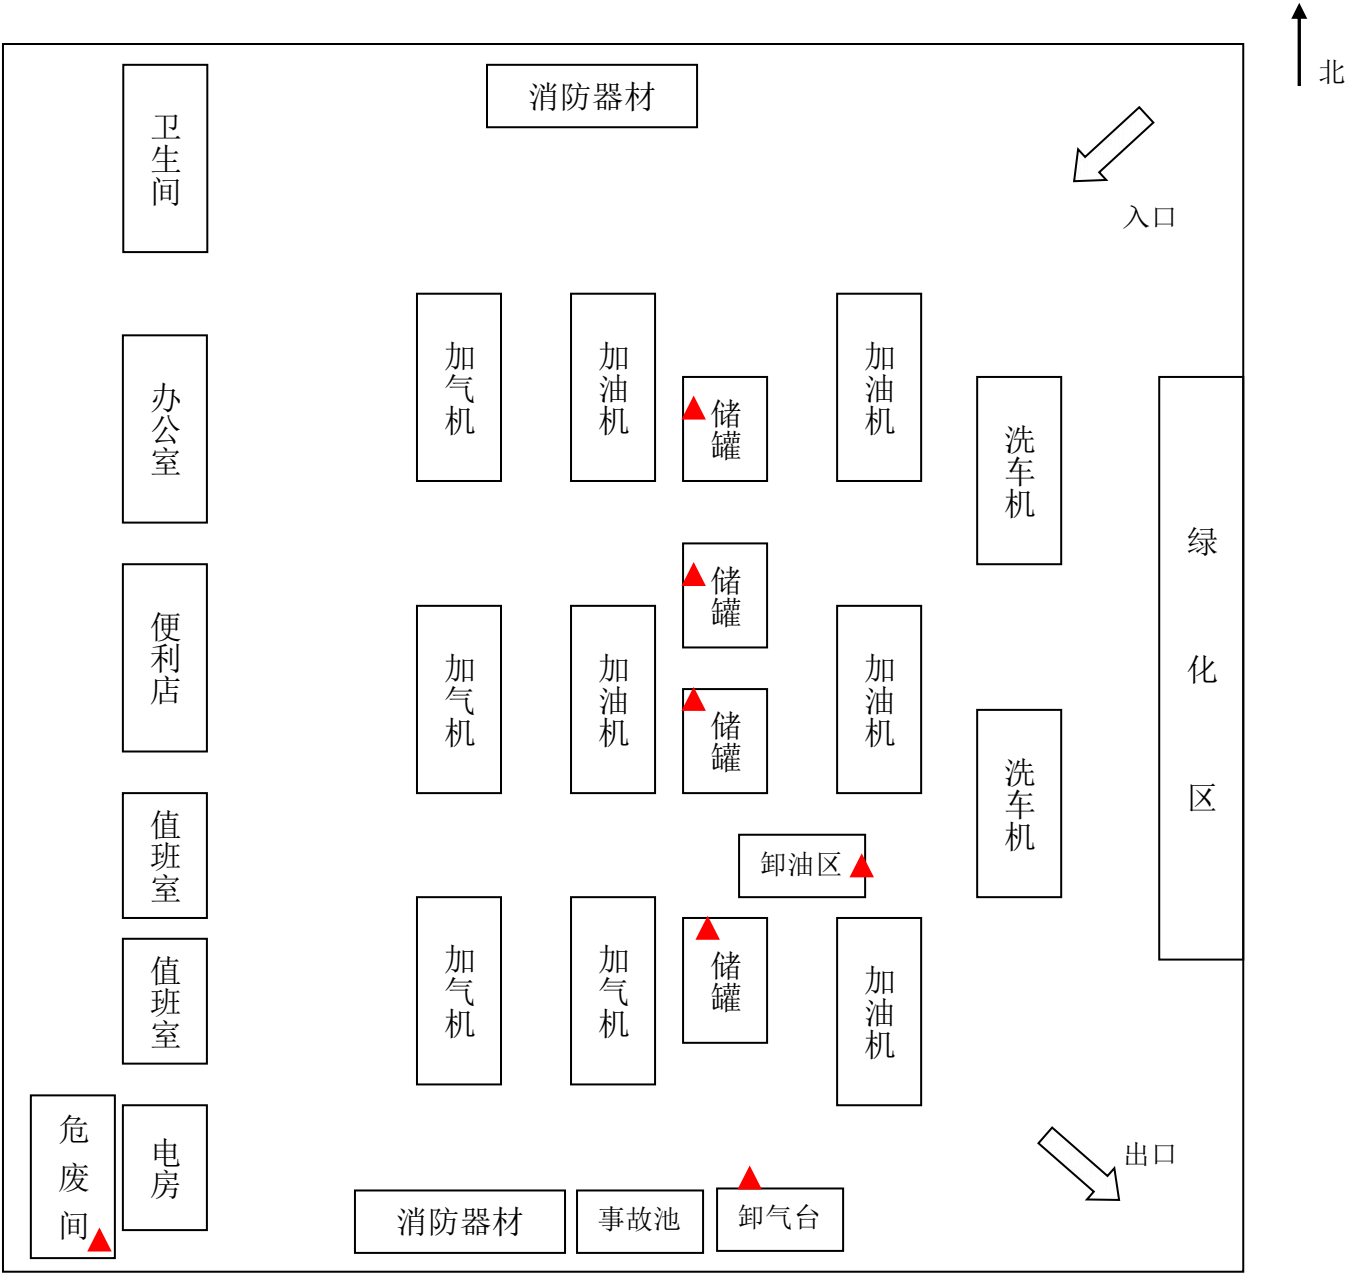 北
消防器材
卫生间
入口
加气机
加油机
加油机
储罐
洗车机
办公室
绿化区
储罐
便利店
加气机
加油机
储罐
加油机
洗车机
值班室
卸油区
加气机
加气机
储罐
加油机
值班室
危废间
电房
出口
消防器材
事故池
卸气台